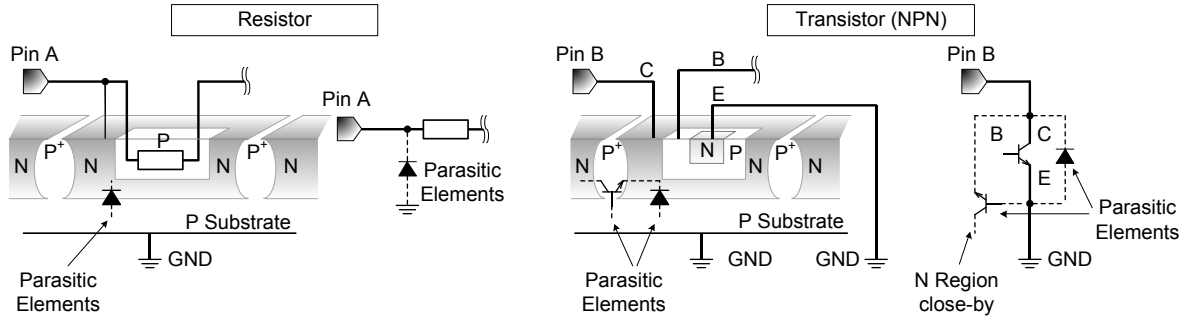 Resistor
Transistor (NPN)
Pin A
Pin B
C
B
E
Pin B
Pin A
N
P+
N
P
N
P+
N
Parasitic
Elements
N
P+
N
N
P
P+
N
B
C
E
P Substrate
GND
Parasitic
Elements
P Substrate
GND
GND
Parasitic
Elements
Parasitic
Elements
N Region
close-by